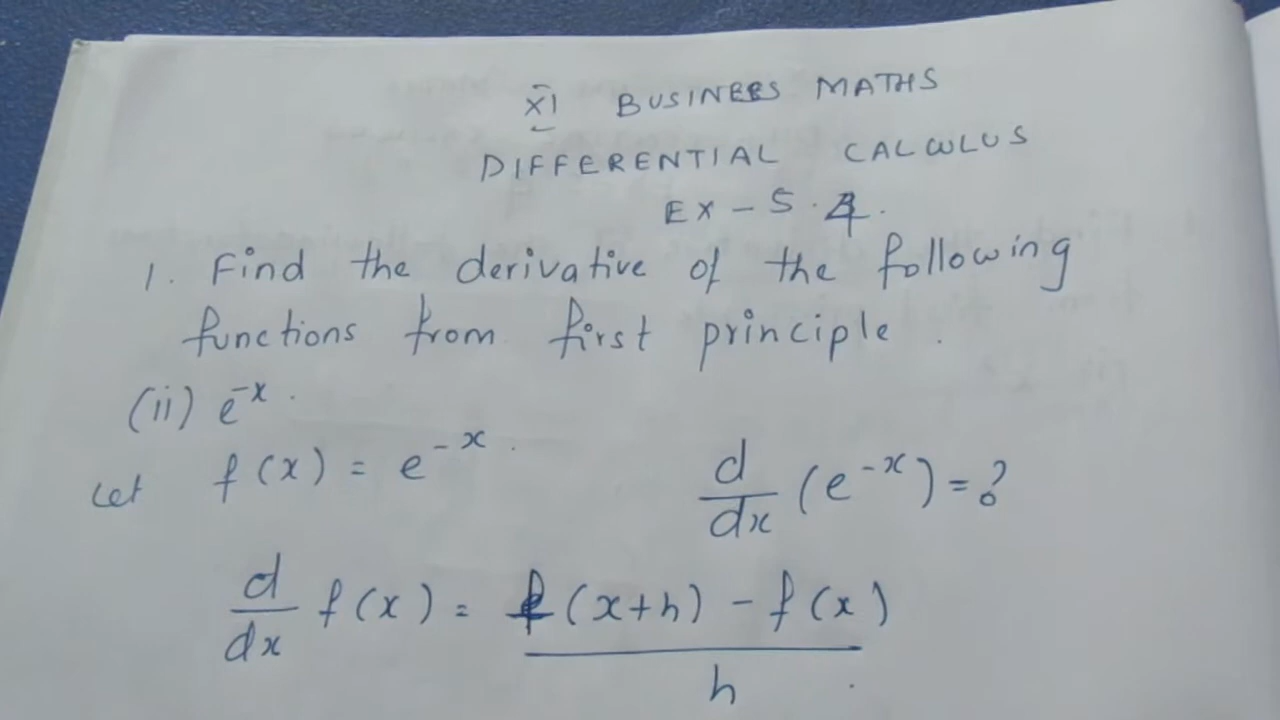 XI BUSINESS MATHS
DIFFERENTIAL CALCULUS
EX - 5.4.
1. Find the derivative of the following
functions from first principle.
(ii) e^-x.
Let f(x) = e^-x.
d/dx (e^-x) = ?
d/dx f(x) = f(x+h) - f(x) / h